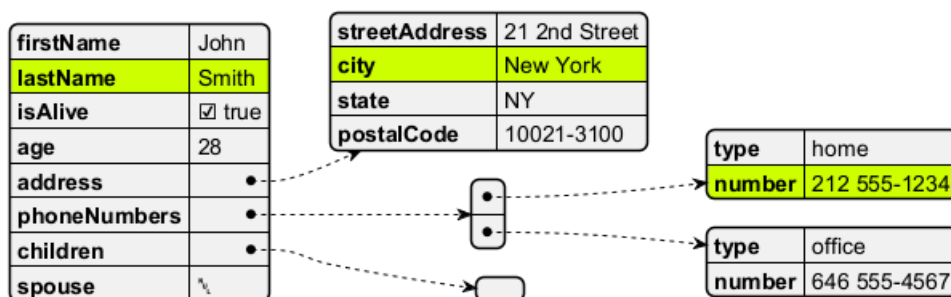 firstName John
lastName Smith
isAlive ☑ true
age 28
address
phoneNumbers
children
spouse ␀
streetAddress 21 2nd Street
city New York
state NY
postalCode 10021-3100
type home
number 212 555-1234
type office
number 646 555-4567